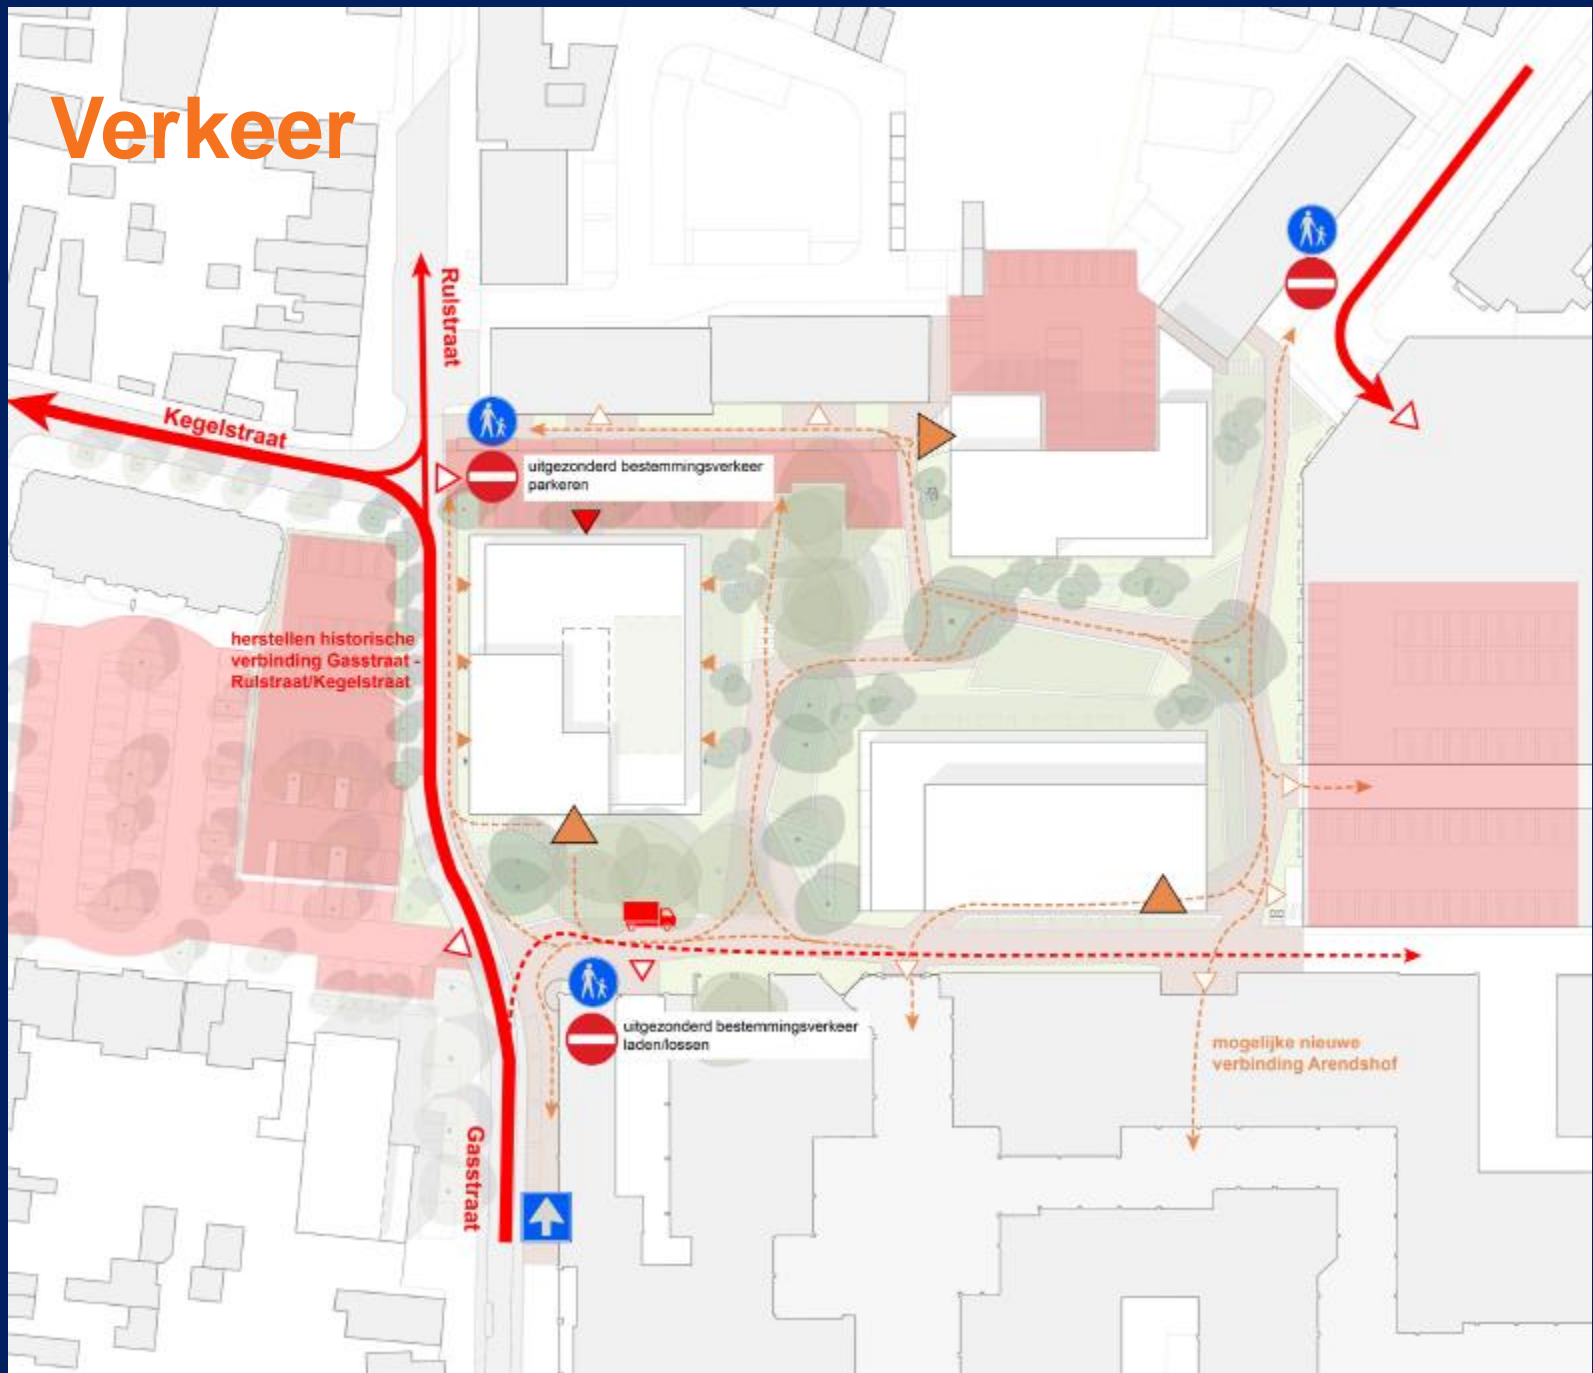 Verkeer
Rulstraat
Kegelstraat
uitgezonderd bestemmingsverkeer
parkeren
herstellen historische
verbinding Gasstraat -
Rulstraat/Kegelstraat
uitgezonderd bestemmingsverkeer
laden/lossen
mogelijke nieuwe
verbinding Arendshof
Gasstraat